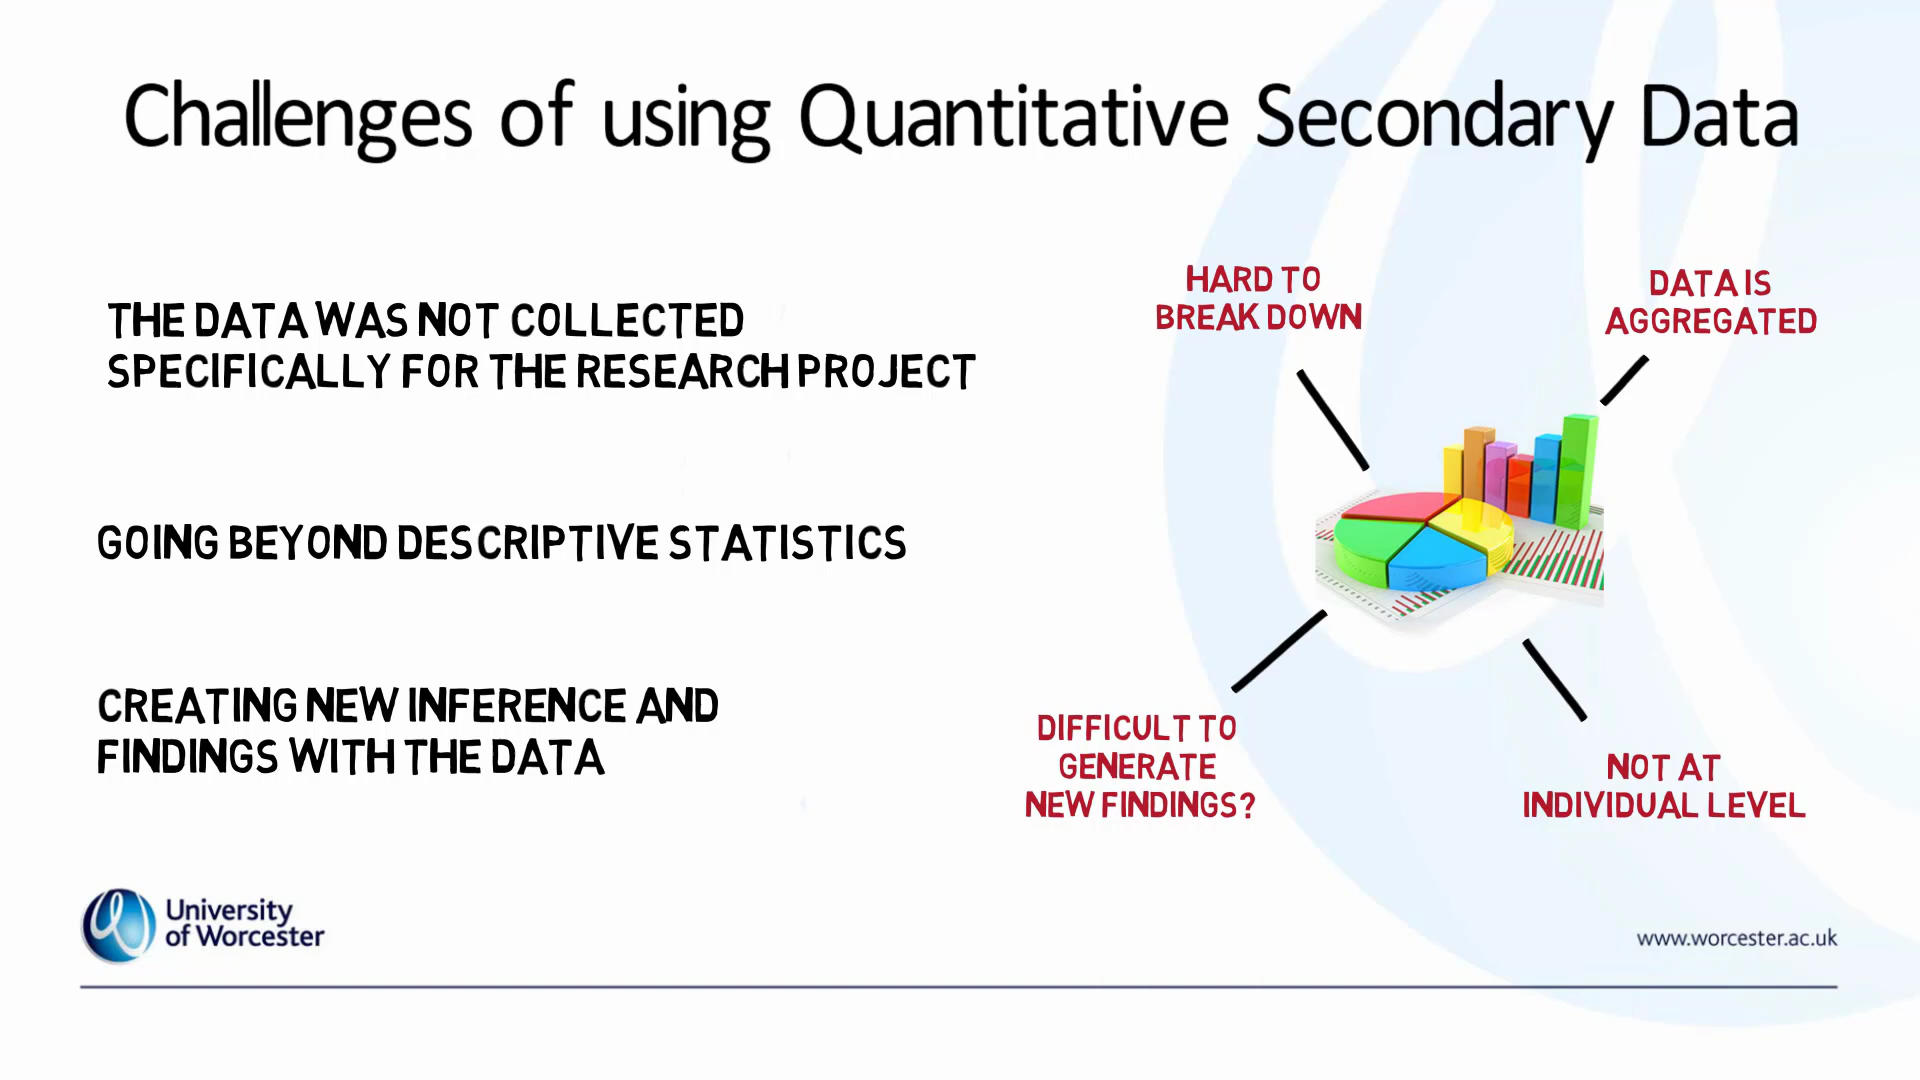 Challenges of using Quantitative Secondary Data
THE DATA WAS NOT COLLECTED
SPECIFICALLY FOR THE RESEARCH PROJECT
GOING BEYOND DESCRIPTIVE STATISTICS
CREATING NEW INFERENCE AND
FINDINGS WITH THE DATA
HARD TO
BREAK DOWN
DATA IS
AGGREGATED
DIFFICULT TO
GENERATE
NEW FINDINGS?
NOT AT
INDIVIDUAL LEVEL
University
of Worcester
www.worcester.ac.uk